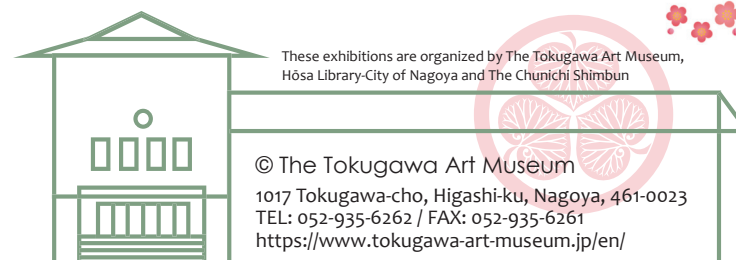 These exhibitions are organized by The Tokugawa Art Museum,
Hōsa Library-City of Nagoya and The Chunichi Shimbun
© The Tokugawa Art Museum
1017 Tokugawa-cho, Higashi-ku, Nagoya, 461-0023
TEL: 052-935-6262 / FAX: 052-935-6261
https://www.tokugawa-art-museum.jp/en/